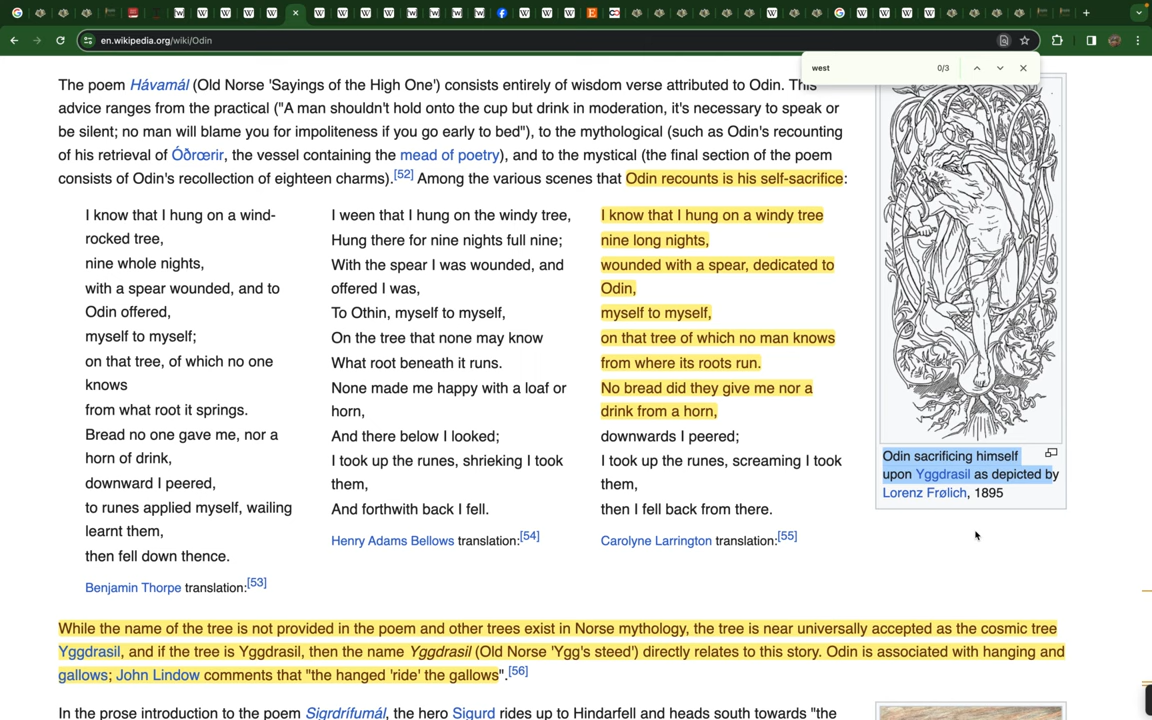 en.wikipedia.org/wiki/Odin
west
0/3
The poem Hávamál (Old Norse 'Sayings of the High One') consists entirely of wisdom verse attributed to Odin. This
advice ranges from the practical ("A man shouldn't hold onto the cup but drink in moderation, it's necessary to speak or
be silent; no man will blame you for impoliteness if you go early to bed"), to the mythological (such as Odin's recounting
of his retrieval of Óðrœrir, the vessel containing the mead of poetry), and to the mystical (the final section of the poem
consists of Odin's recollection of eighteen charms).[52] Among the various scenes that Odin recounts is his self-sacrifice:
I know that I hung on a wind-
rocked tree,
nine whole nights,
with a spear wounded, and to
Odin offered,
myself to myself;
on that tree, of which no one
knows
from what root it springs.
Bread no one gave me, nor a
horn of drink,
downward I peered,
to runes applied myself, wailing
learnt them,
then fell down thence.
Benjamin Thorpe translation:[53]
I ween that I hung on the windy tree,
Hung there for nine nights full nine;
With the spear I was wounded, and
offered I was,
To Othin, myself to myself,
On the tree that none may know
What root beneath it runs.
None made me happy with a loaf or
horn,
And there below I looked;
I took up the runes, shrieking I took
them,
And forthwith back I fell.
Henry Adams Bellows translation:[54]
I know that I hung on a windy tree
nine long nights,
wounded with a spear, dedicated to
Odin,
myself to myself,
on that tree of which no man knows
from where its roots run.
No bread did they give me nor a
drink from a horn,
downwards I peered;
I took up the runes, screaming I took
them,
then I fell back from there.
Carolyne Larrington translation:[55]
Odin sacrificing himself
upon Yggdrasil as depicted by
Lorenz Frølich, 1895
While the name of the tree is not provided in the poem and other trees exist in Norse mythology, the tree is near universally accepted as the cosmic tree
Yggdrasil, and if the tree is Yggdrasil, then the name Yggdrasil (Old Norse 'Ygg's steed') directly relates to this story. Odin is associated with hanging and
gallows; John Lindow comments that "the hanged 'ride' the gallows".[56]
In the prose introduction to the poem Sigrdrífumál, the hero Sigurd rides up to Hindarfell and heads south towards "the